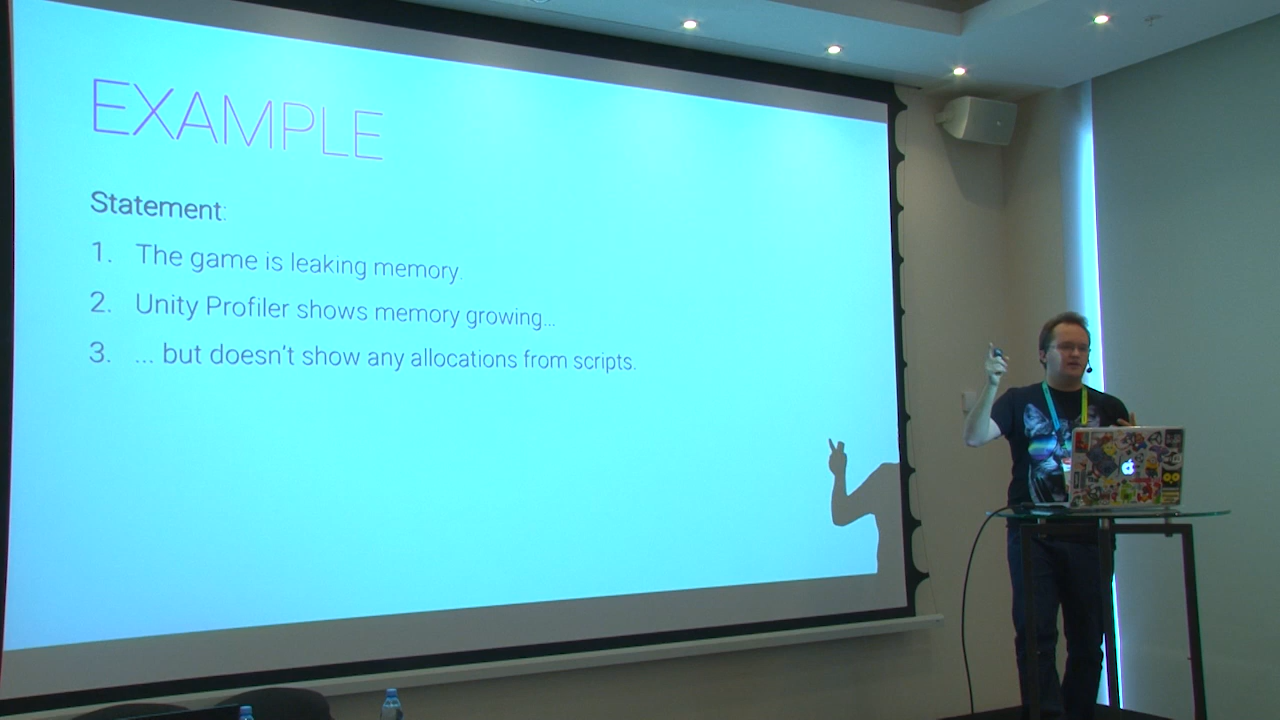 EXAMPLE
Statement:
1. The game is leaking memory.
2. Unity Profiler shows memory growing...
3. ... but doesn't show any allocations from scripts.